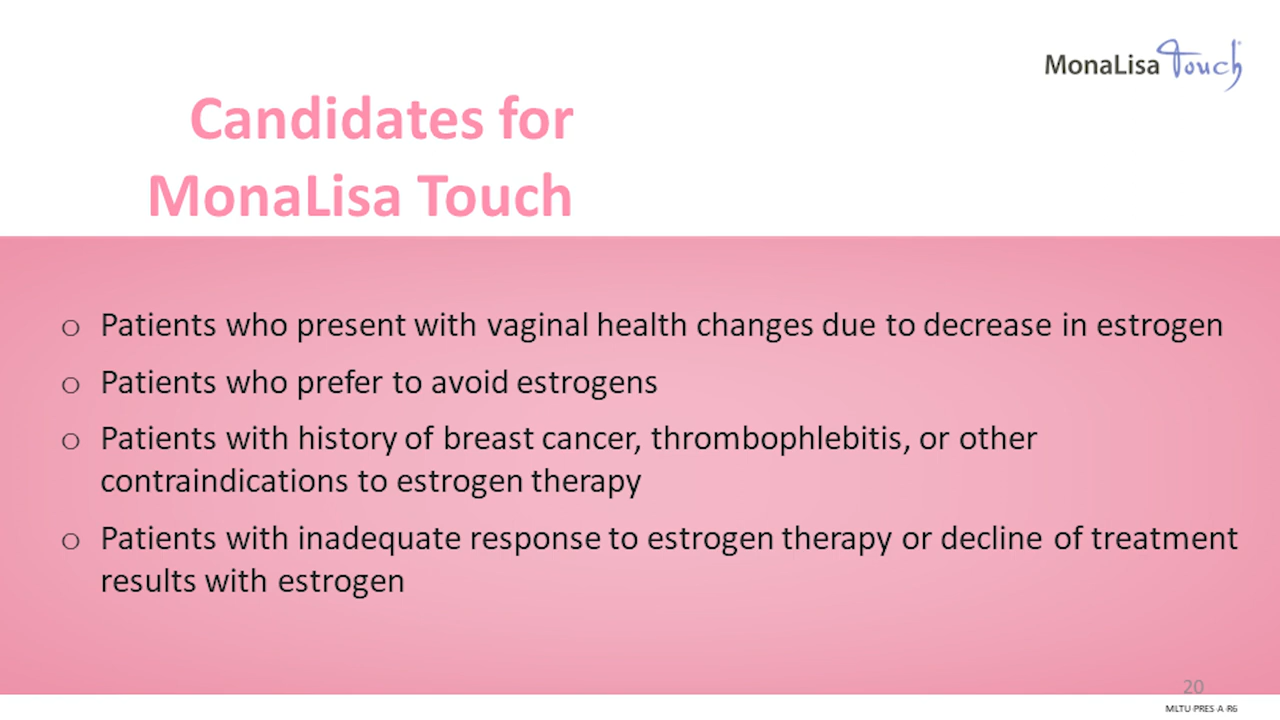 MonaLisa Touch
Candidates for
MonaLisa Touch
o Patients who present with vaginal health changes due to decrease in estrogen
o Patients who prefer to avoid estrogens
o Patients with history of breast cancer, thrombophlebitis, or other
contraindications to estrogen therapy
o Patients with inadequate response to estrogen therapy or decline of treatment
results with estrogen
20
MLTU-PRES-A-R6